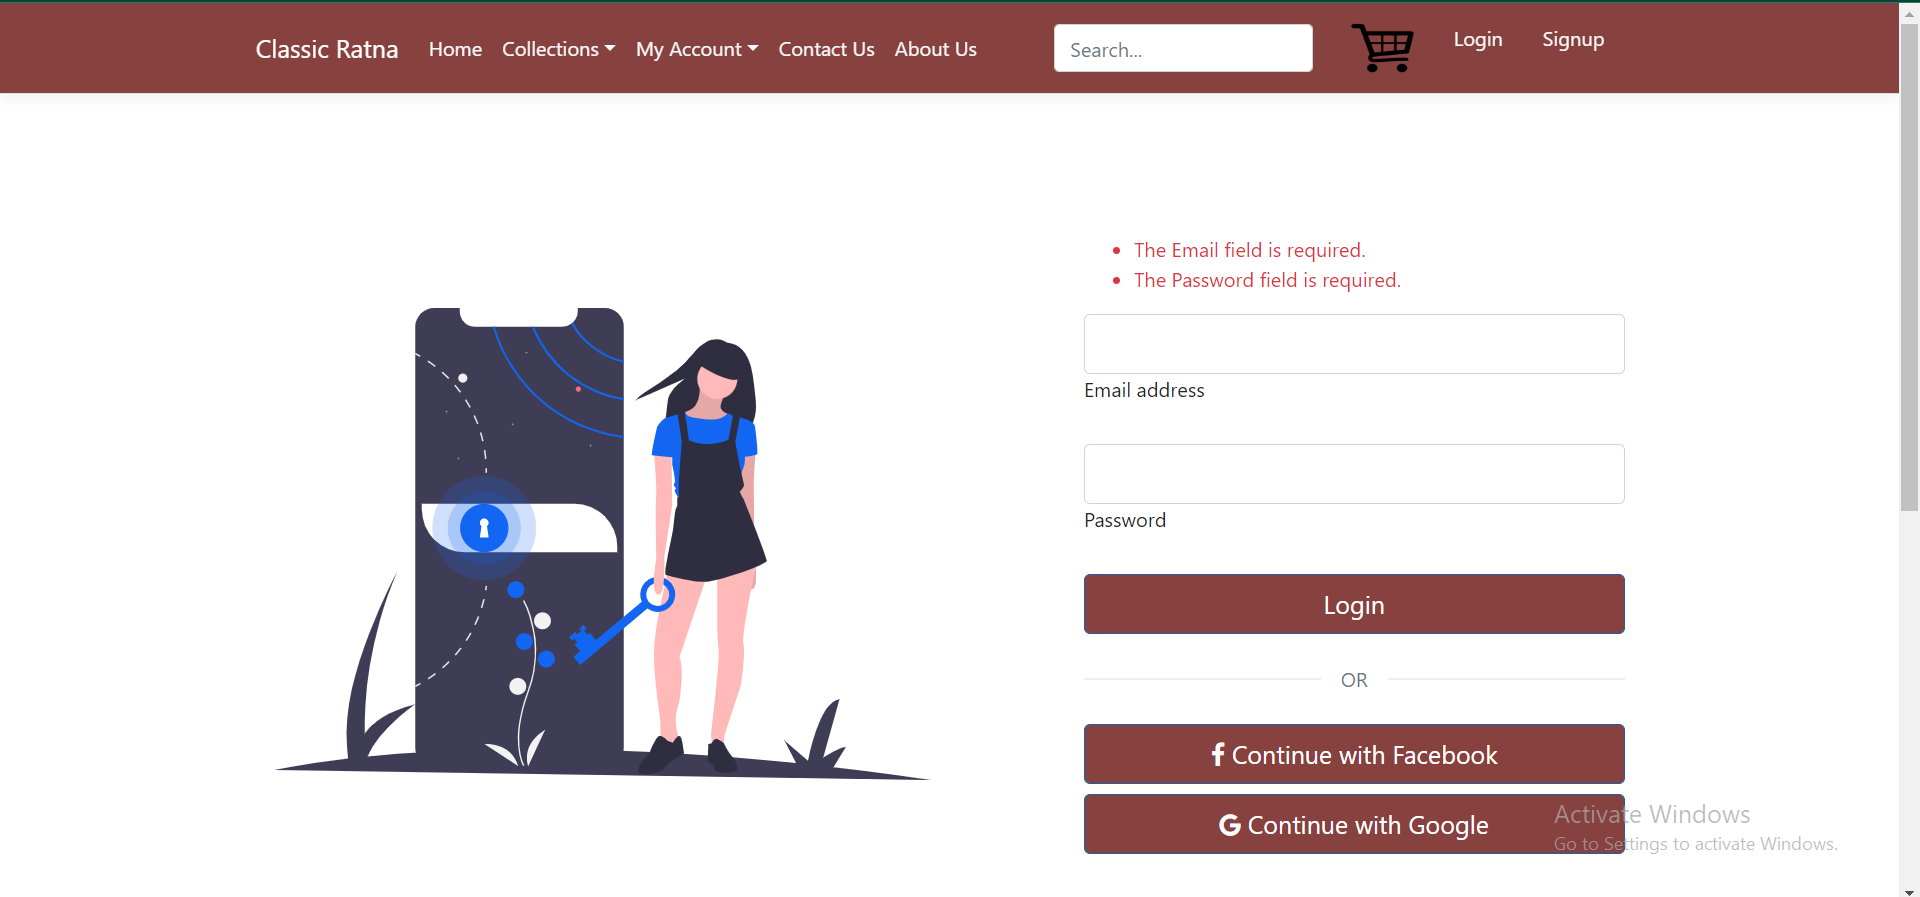 Classic Ratna Home Collections My Account Contact Us About Us Search... Login Signup
The Email field is required.
The Password field is required.
Email address
Password
Login
OR
Continue with Facebook
Continue with Google
Activate Windows
Go to Settings to activate Windows.